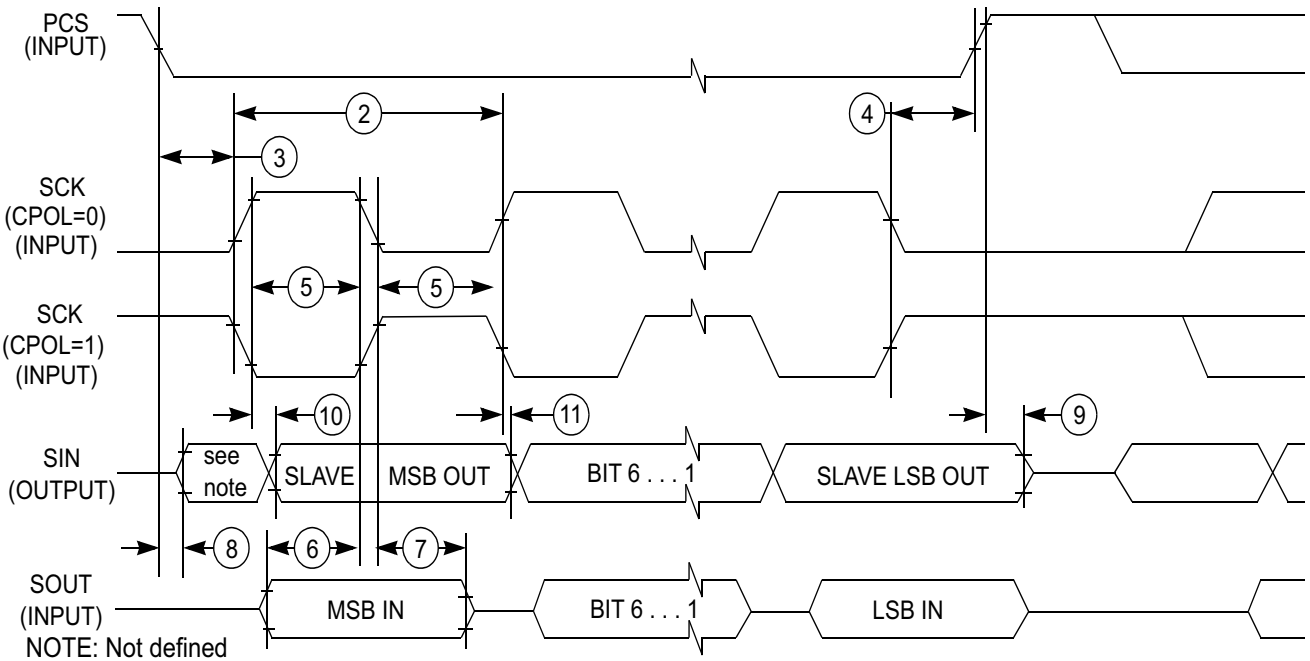 PCS
(INPUT)
2
4
3
SCK
(CPOL=0)
(INPUT)
5
5
SCK
(CPOL=1)
(INPUT)
10
11
9
SIN
(OUTPUT)
see
note
SLAVE
MSB OUT
BIT 6 . . . 1
SLAVE LSB OUT
8
6
7
SOUT
(INPUT)
MSB IN
BIT 6 . . . 1
LSB IN
NOTE: Not defined